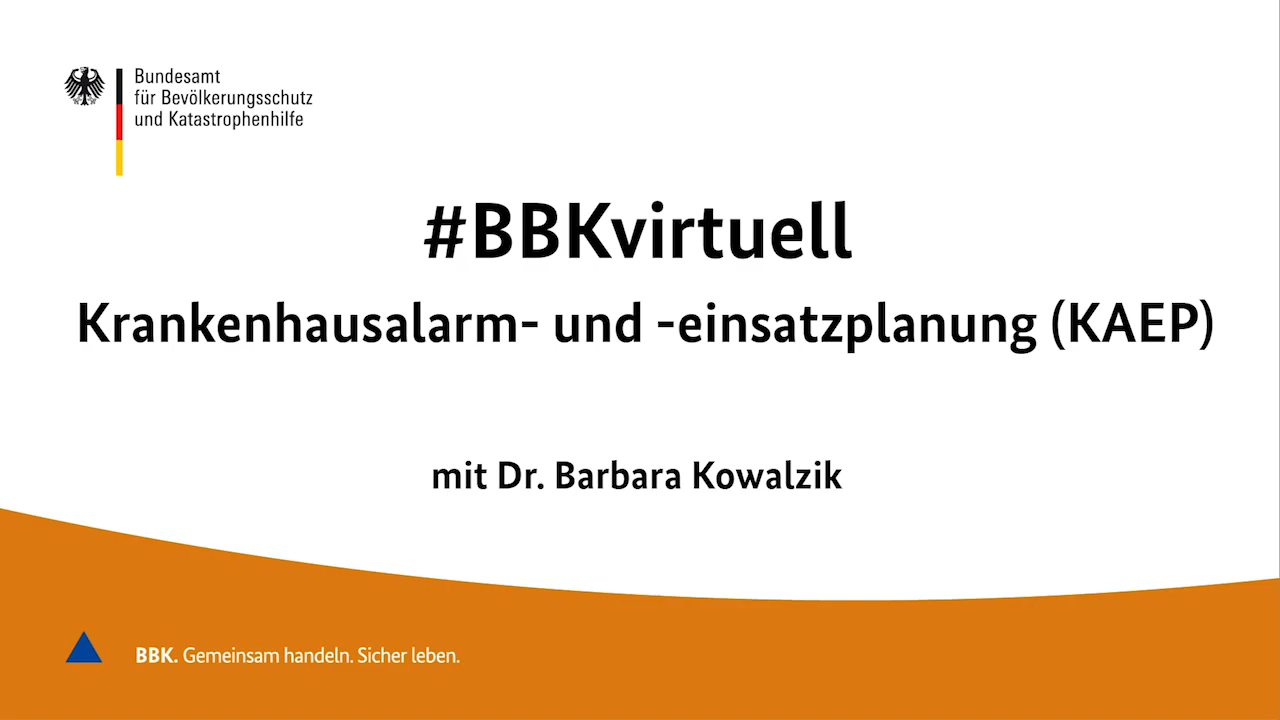 Bundesamt
für Bevölkerungsschutz
und Katastrophenhilfe
#BBKvirtuell
Krankenhausalarm- und -einsatzplanung (KAEP)
mit Dr. Barbara Kowalzik
BBK. Gemeinsam handeln. Sicher leben.